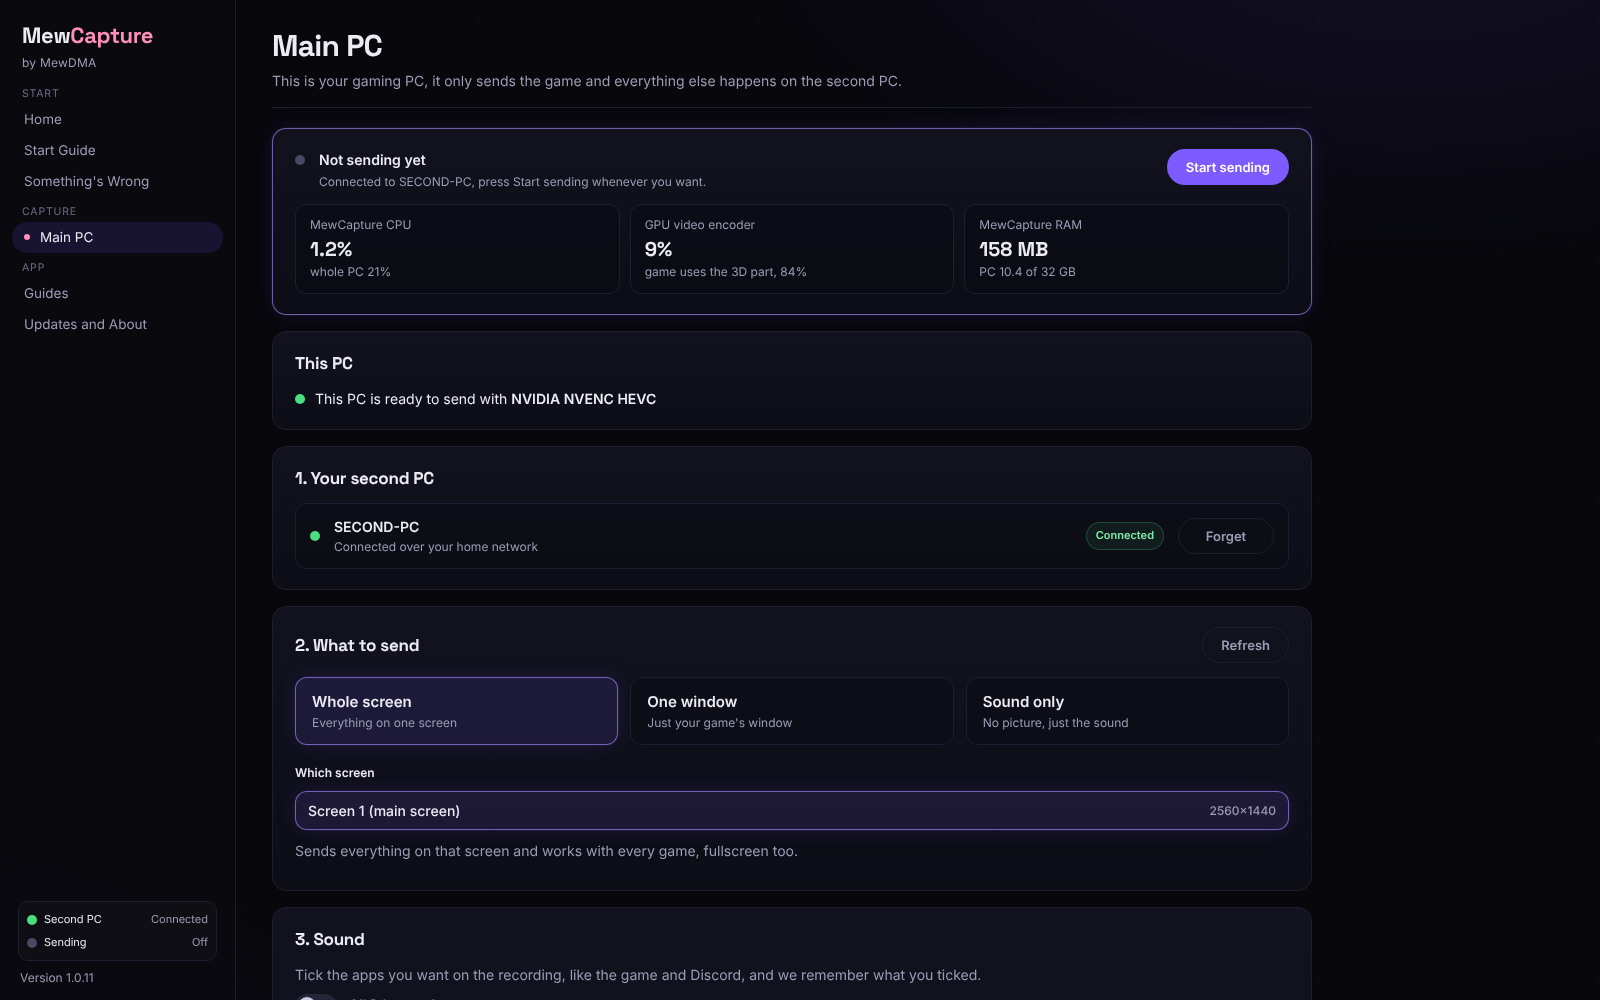 MewCapture
by MewDMA
START
Home
Start Guide
Something's Wrong
CAPTURE
Main PC
APP
Guides
Updates and About
Second PC Connected
Sending Off
Version 1.0.11
Main PC
This is your gaming PC, it only sends the game and everything else happens on the second PC.
Not sending yet
Connected to SECOND-PC, press Start sending whenever you want.
Start sending
MewCapture CPU
1.2%
whole PC 21%
GPU video encoder
9%
game uses the 3D part, 84%
MewCapture RAM
158 MB
PC 10.4 of 32 GB
This PC
This PC is ready to send with NVIDIA NVENC HEVC
1. Your second PC
SECOND-PC
Connected over your home network
Connected
Forget
2. What to send
Refresh
Whole screen
Everything on one screen
One window
Just your game's window
Sound only
No picture, just the sound
Which screen
Screen 1 (main screen) 2560×1440
Sends everything on that screen and works with every game, fullscreen too.
3. Sound
Tick the apps you want on the recording, like the game and Discord, and we remember what you ticked.